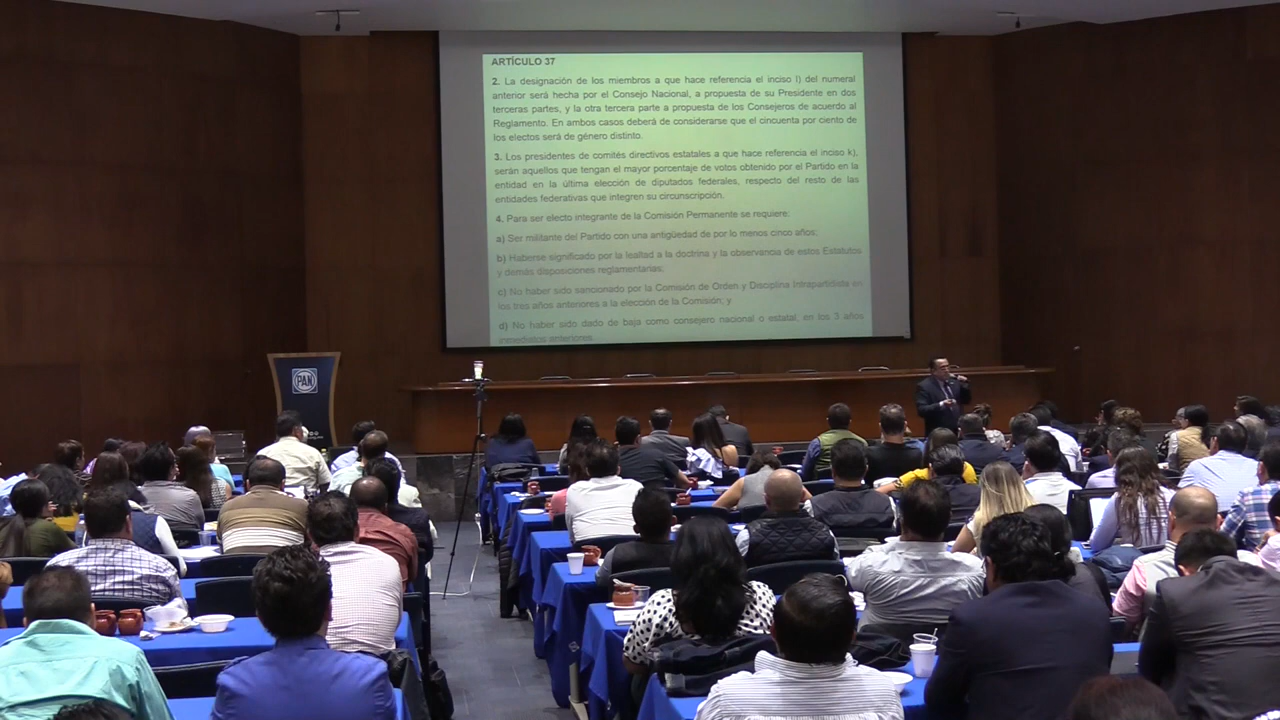 ARTÍCULO 37
2. La designación de los miembros a que hace referencia el inciso l) del numeral
anterior será hecha por el Consejo Nacional, a propuesta de su Presidente en dos
terceras partes, y la otra tercera parte a propuesta de los Consejeros de acuerdo al
Reglamento. En ambos casos deberá de considerarse que el cincuenta por ciento de
los electos será de género distinto.
3. Los presidentes de comités directivos estatales a que hace referencia el inciso k),
serán aquellos que tengan el mayor porcentaje de votos obtenido por el Partido en la
entidad en la última elección de diputados federales, respecto del resto de las
entidades federativas que integren su circunscripción.
4. Para ser electo integrante de la Comisión Permanente se requiere:
a) Ser militante del Partido con una antigüedad de por lo menos cinco años;
b) Haberse significado por la lealtad a la doctrina y la observancia de estos Estatutos
y demás disposiciones reglamentarias;
c) No haber sido sancionado por la Comisión de Orden y Disciplina Intrapartidista en
los tres años anteriores a la elección de la Comisión; y
d) No haber sido dado de baja como consejero nacional o estatal, en los 3 años
inmediatos anteriores.
PAN